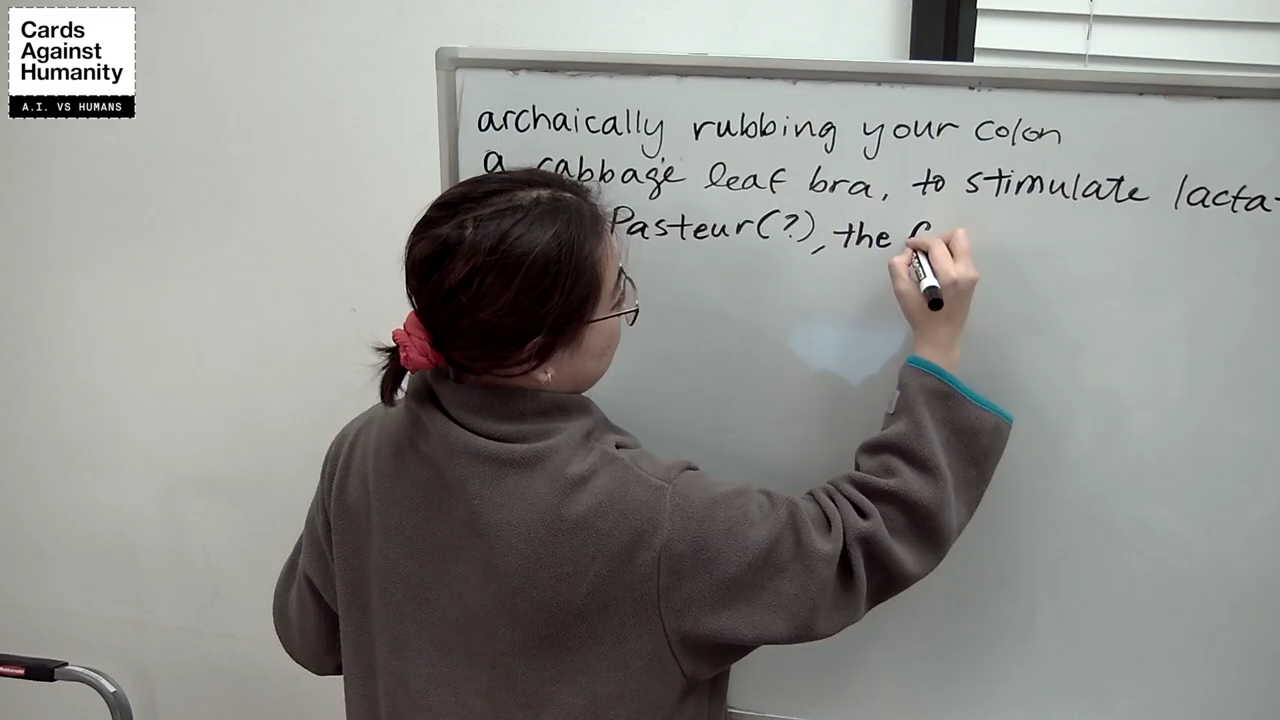 Cards
Against
Humanity
A.I. VS HUMANS
archaically rubbing your colon
a cabbage leaf bra, to stimulate lacta-
Pasteur(?), the